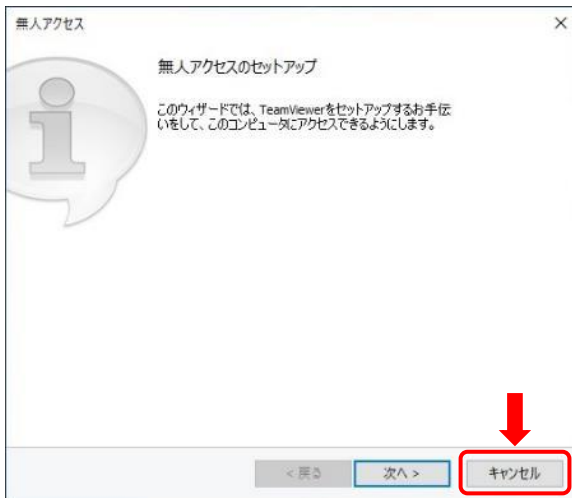 無人アクセス
無人アクセスのセットアップ
このウィザードでは、TeamViewerをセットアップするお手伝
いをして、このコンピュータにアクセスできるようにします。
< 戻る 次へ > キャンセル